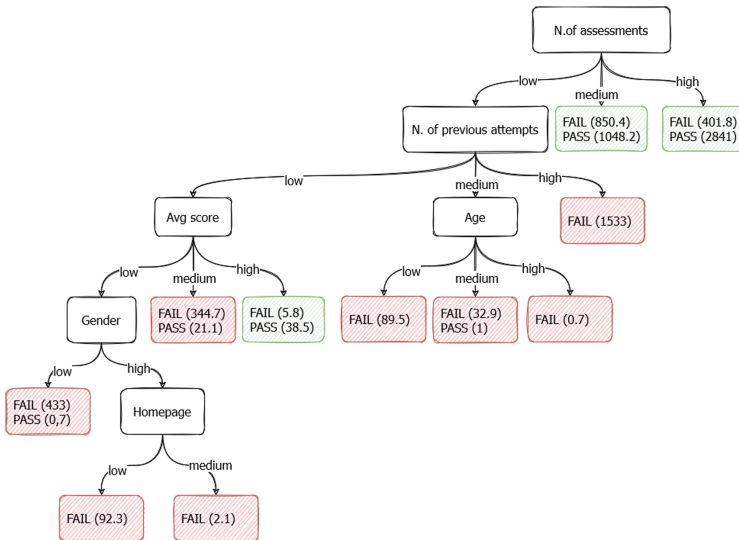 N.of assessments
low
medium
high
N. of previous attempts
FAIL (850.4)
PASS (1048.2)
FAIL (401.8)
PASS (2841)
low
medium
high
Avg score
Age
FAIL (1533)
low
medium
high
low
medium
high
Gender
FAIL (344.7)
PASS (21.1)
FAIL (5.8)
PASS (38.5)
FAIL (89.5)
FAIL (32.9)
PASS (1)
FAIL (0.7)
low
high
FAIL (433)
PASS (0,7)
Homepage
low
medium
FAIL (92.3)
FAIL (2.1)